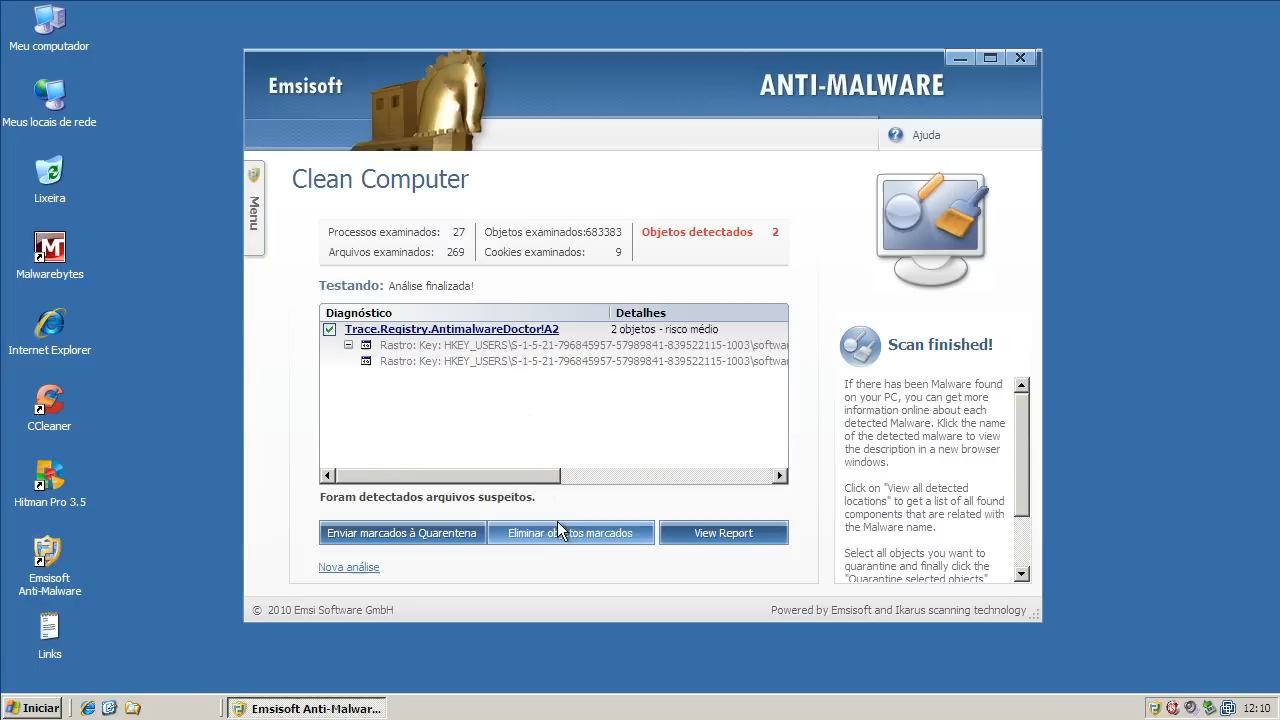 Meu computador
Meus locais de rede
Lixeira
Malwarebytes
Internet Explorer
CCleaner
Hitman Pro 3.5
Emsisoft
Anti-Malware
Links
Emsisoft
ANTI-MALWARE
Ajuda
Menu
Clean Computer
Processos examinados: 27
Objetos examinados:683383
Objetos detectados 2
Arquivos examinados: 269
Cookies examinados: 9
Testando: Análise finalizada!
Diagnóstico
Detalhes
Trace.Registry.AntimalwareDoctor!A2
2 objetos - risco médio
Rastro: Key: HKEY_USERS\S-1-5-21-796845957-57989841-839522115-1003\softwa
Rastro: Key: HKEY_USERS\S-1-5-21-796845957-57989841-839522115-1003\softwa
Foram detectados arquivos suspeitos.
Enviar marcados à Quarentena
Eliminar objetos marcados
View Report
Nova análise
Scan finished!
If there has been Malware found
on your PC, you can get more
information online about each
detected Malware. Klick the name
of the detected malware to view
the description in a new browser
windows.
Click on "View all detected
locations" to get a list of all found
components that are related with
the Malware name.
Select all objects you want to
quarantine and finally click the
"Quarantine selected objects"
© 2010 Emsi Software GmbH
Powered by Emsisoft and Ikarus scanning technology
Iniciar
Emsisoft Anti-Malwar...
12:10